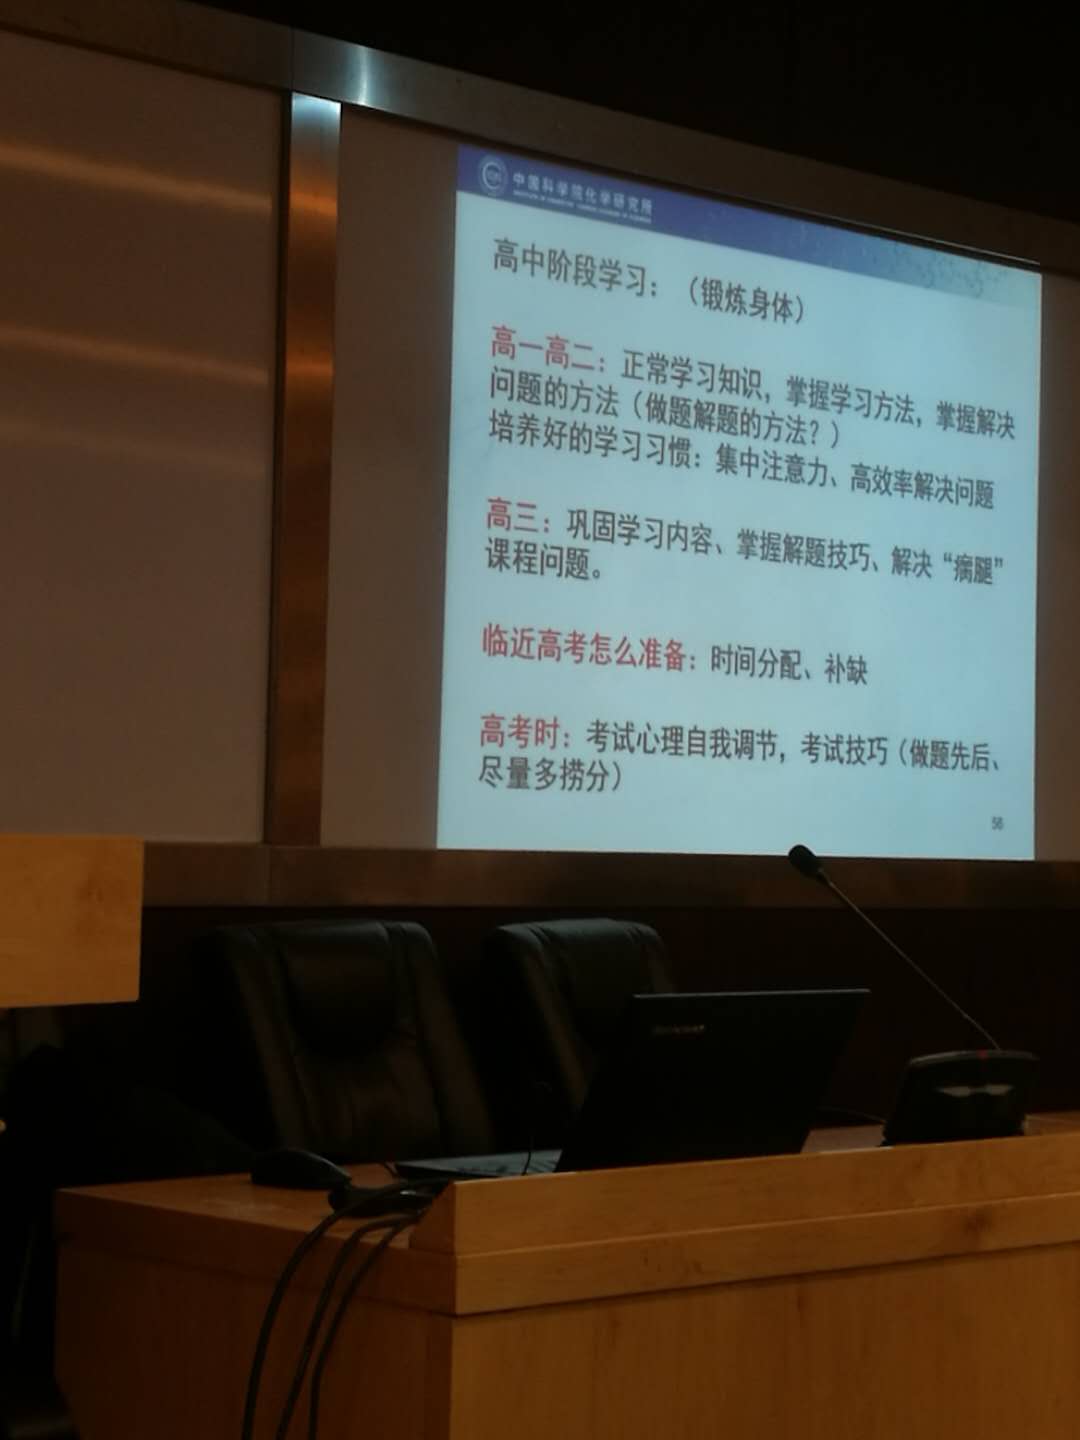 中国科学院化学研究所
高中阶段学习：（锻炼身体）
高一高二：正常学习知识，掌握学习方法，掌握解决
问题的方法（做题解题的方法？）
培养好的学习习惯：集中注意力、高效率解决问题
高三：巩固学习内容、掌握解题技巧、解决“瘸腿”
课程问题。
临近高考怎么准备：时间分配、补缺
高考时：考试心理自我调节，考试技巧（做题先后、
尽量多捞分）
56